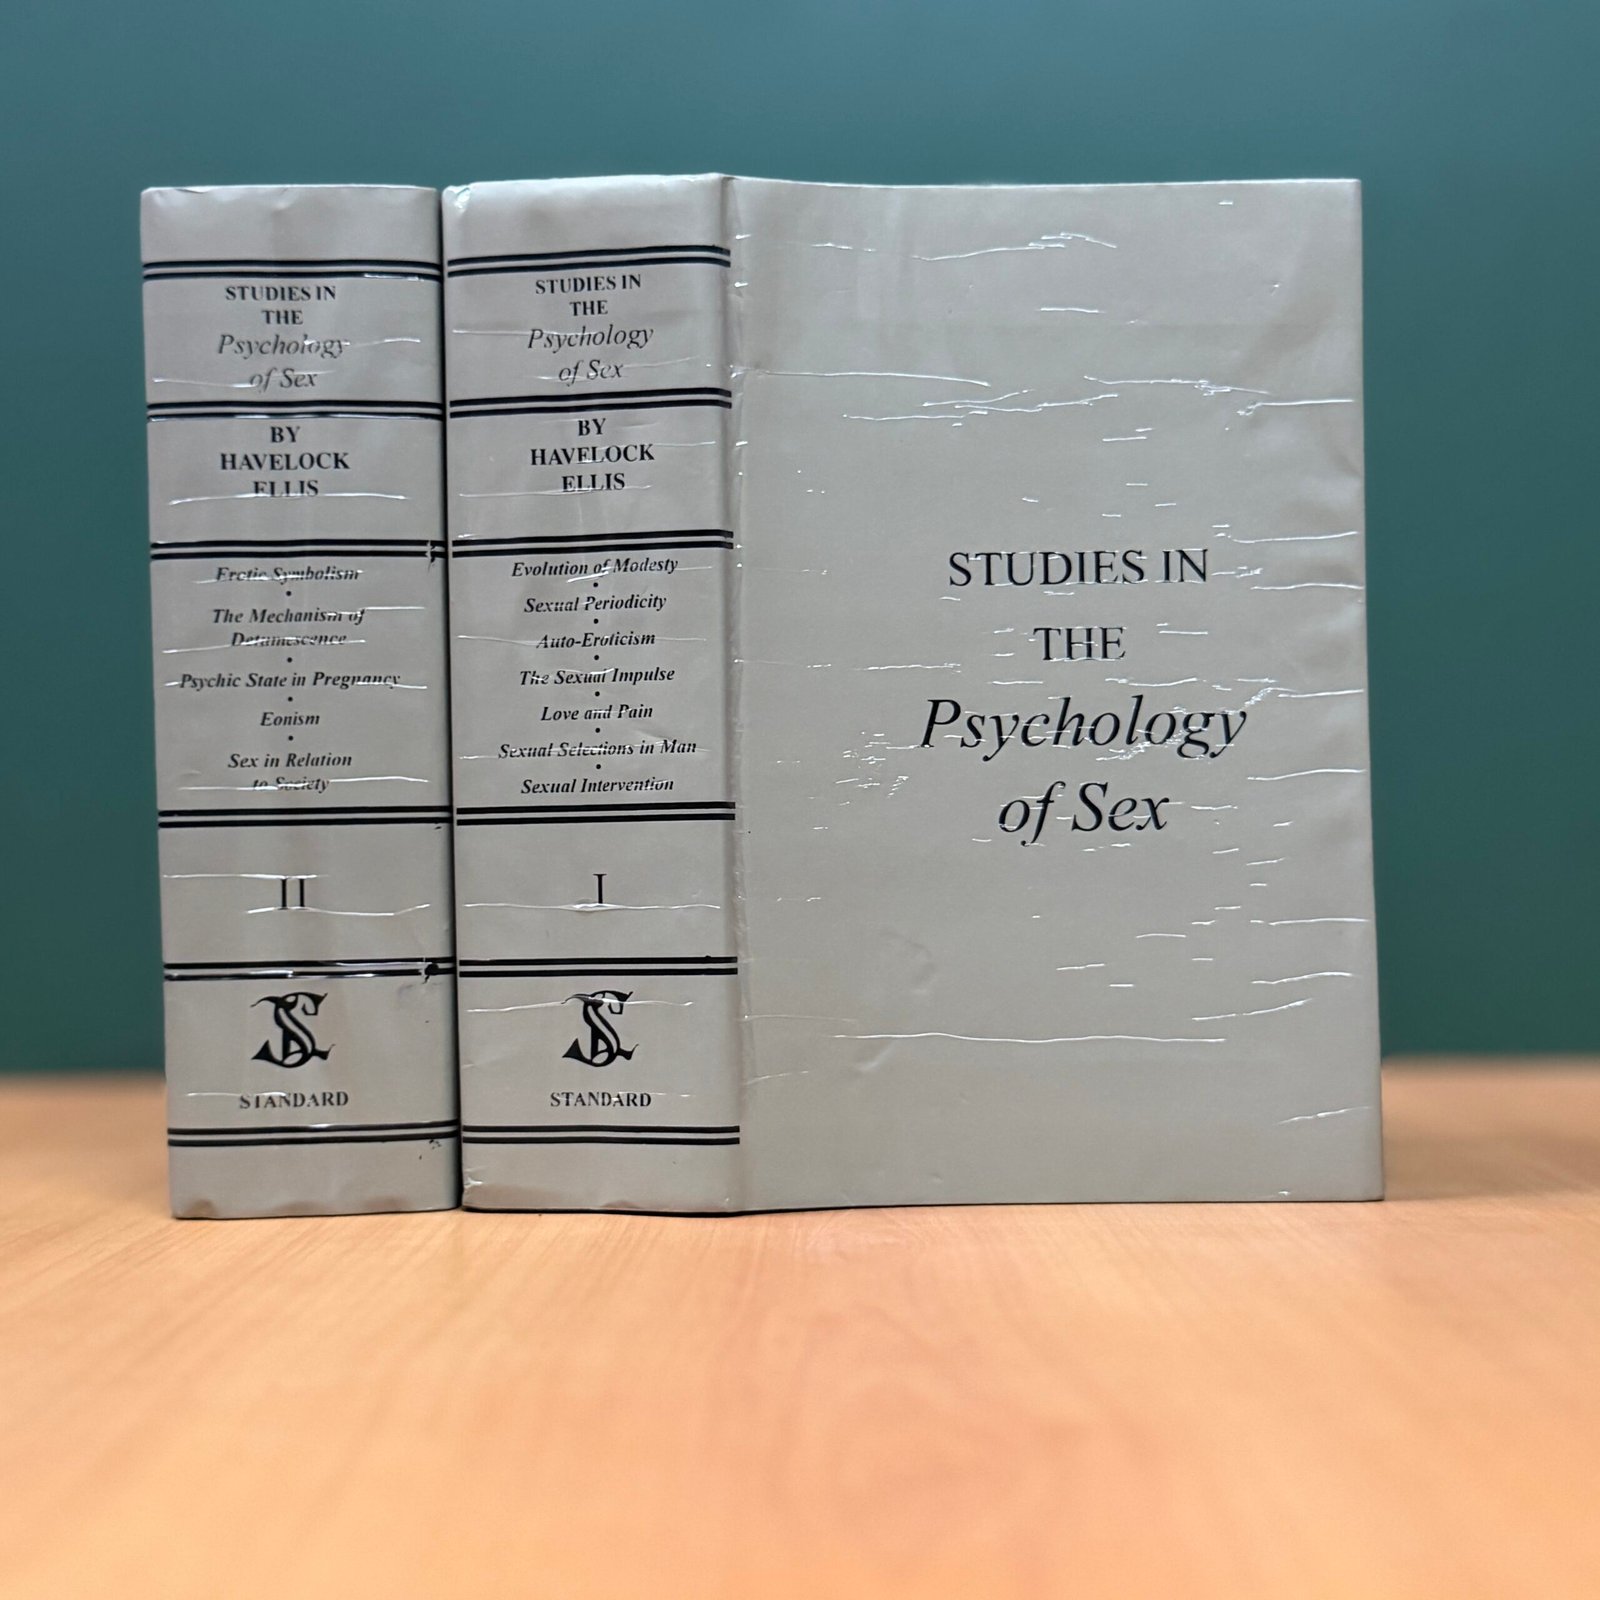 STUDIES IN
THE
Psychology
of Sex
BY
HAVELOCK
ELLIS
Erotic Symbolism
The Mechanism of
Detumescence
Psychic State in Pregnancy
Eonism
Sex in Relation
to Society
II
STANDARD
STUDIES IN
THE
Psychology
of Sex
BY
HAVELOCK
ELLIS
Evolution of Modesty
Sexual Periodicity
Auto-Eroticism
The Sexual Impulse
Love and Pain
Sexual Selections in Man
Sexual Intervention
I
STANDARD
STUDIES IN
THE
Psychology
of Sex